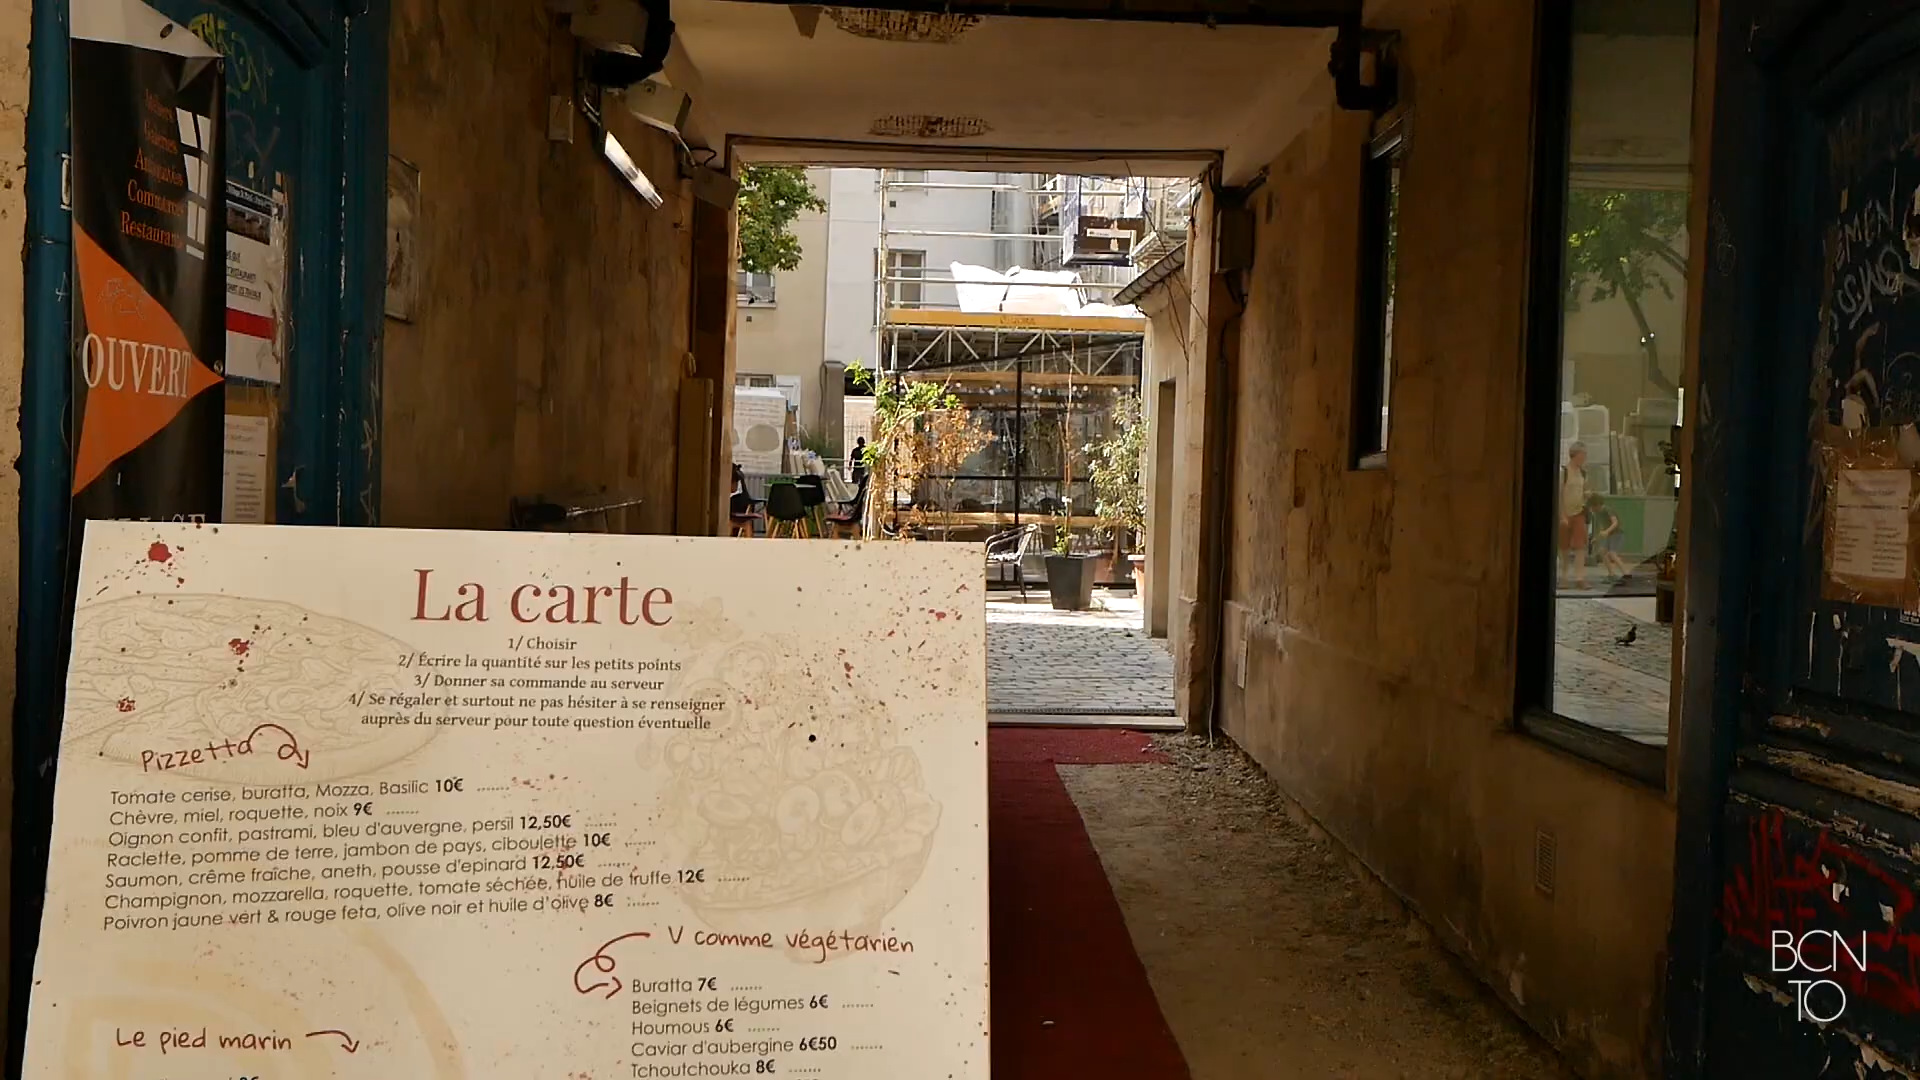 Antiquités
Commerces
Restaurant
OUVERT
La carte
1/ Choisir
2/ Écrire la quantité sur les petits points
3/ Donner sa commande au serveur
4/ Se régaler et surtout ne pas hésiter à se renseigner
auprès du serveur pour toute question éventuelle
Pizzetta
Tomate cerise, buratta, Mozza, Basilic 10€ ........
Chèvre, miel, roquette, noix 9€ ........
Oignon confit, pastrami, bleu d'auvergne, persil 12,50€ ........
Raclette, pomme de terre, jambon de pays, ciboulette 10€ ........
Saumon, crême fraîche, aneth, pousse d'epinard 12,50€ ........
Champignon, mozzarella, roquette, tomate séchée, huile de truffe 12€ ........
Poivron jaune vert & rouge feta, olive noir et huile d'olive 8€ ........
V comme végétarien
Buratta 7€ ........
Beignets de légumes 6€ ........
Houmous 6€ ........
Caviar d'aubergine 6€50 ........
Tchoutchouka 8€ ........
Le pied marin
BCN
TO